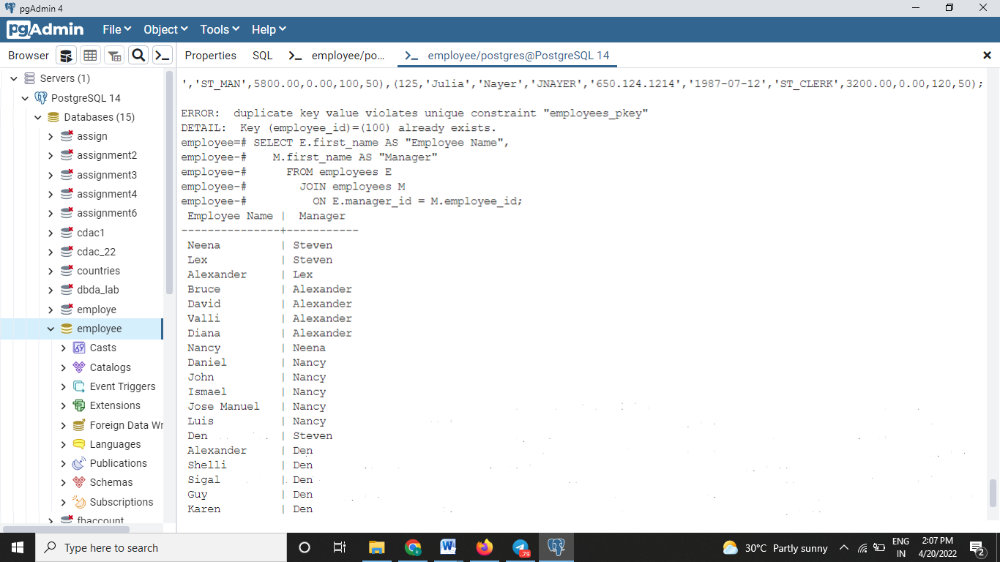 pgAdmin 4
pgAdmin File Object Tools Help
Browser Properties SQL employee/po... employee/postgres@PostgreSQL 14
Servers (1)
PostgreSQL 14
Databases (15)
assign
assignment2
assignment3
assignment4
assignment6
cdac1
cdac_22
countries
dbda_lab
employe
employee
Casts
Catalogs
Event Triggers
Extensions
Foreign Data Wr
Languages
Publications
Schemas
Subscriptions
fbaccount
','ST_MAN',5800.00,0.00,100,50),(125,'Julia','Nayer','JNAYER','650.124.1214','1987-07-12','ST_CLERK',3200.00,0.00,120,50);
ERROR:  duplicate key value violates unique constraint "employees_pkey"
DETAIL:  Key (employee_id)=(100) already exists.
employee=# SELECT E.first_name AS "Employee Name",
employee-#    M.first_name AS "Manager"
employee-#      FROM employees E
employee-#        JOIN employees M
employee-#          ON E.manager_id = M.employee_id;
 Employee Name |  Manager
---------------+-----------
 Neena         | Steven
 Lex           | Steven
 Alexander     | Lex
 Bruce         | Alexander
 David         | Alexander
 Valli         | Alexander
 Diana         | Alexander
 Nancy         | Neena
 Daniel        | Nancy
 John          | Nancy
 Ismael        | Nancy
 Jose Manuel   | Nancy
 Luis          | Nancy
 Den           | Steven
 Alexander     | Den
 Shelli        | Den
 Sigal         | Den
 Guy           | Den
 Karen         | Den
Type here to search
79
30°C Partly sunny
ENG
IN
2:07 PM
4/20/2022
2